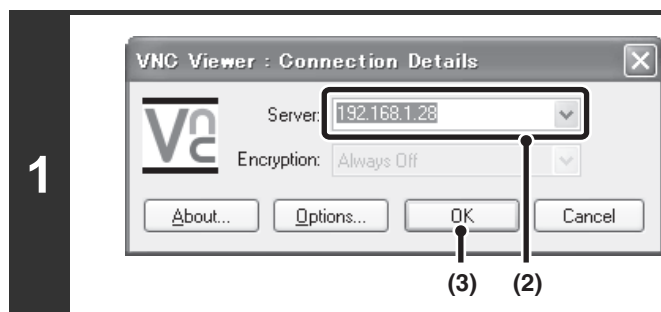 1
VNC Viewer : Connection Details
Vnc
Server: 192.168.1.28
Encryption: Always Off
About... Options... OK Cancel
(3) (2)